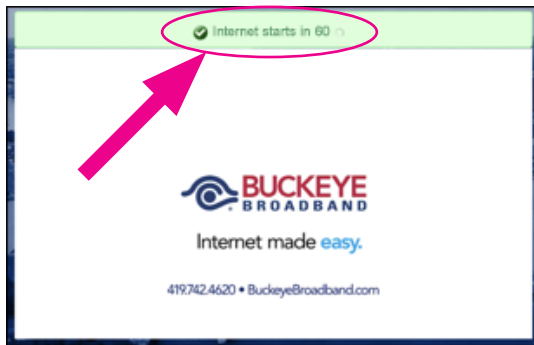 Internet starts in 60
BUCKEYE
BROADBAND
Internet made easy.
419.742.4620 • BuckeyeBroadband.com